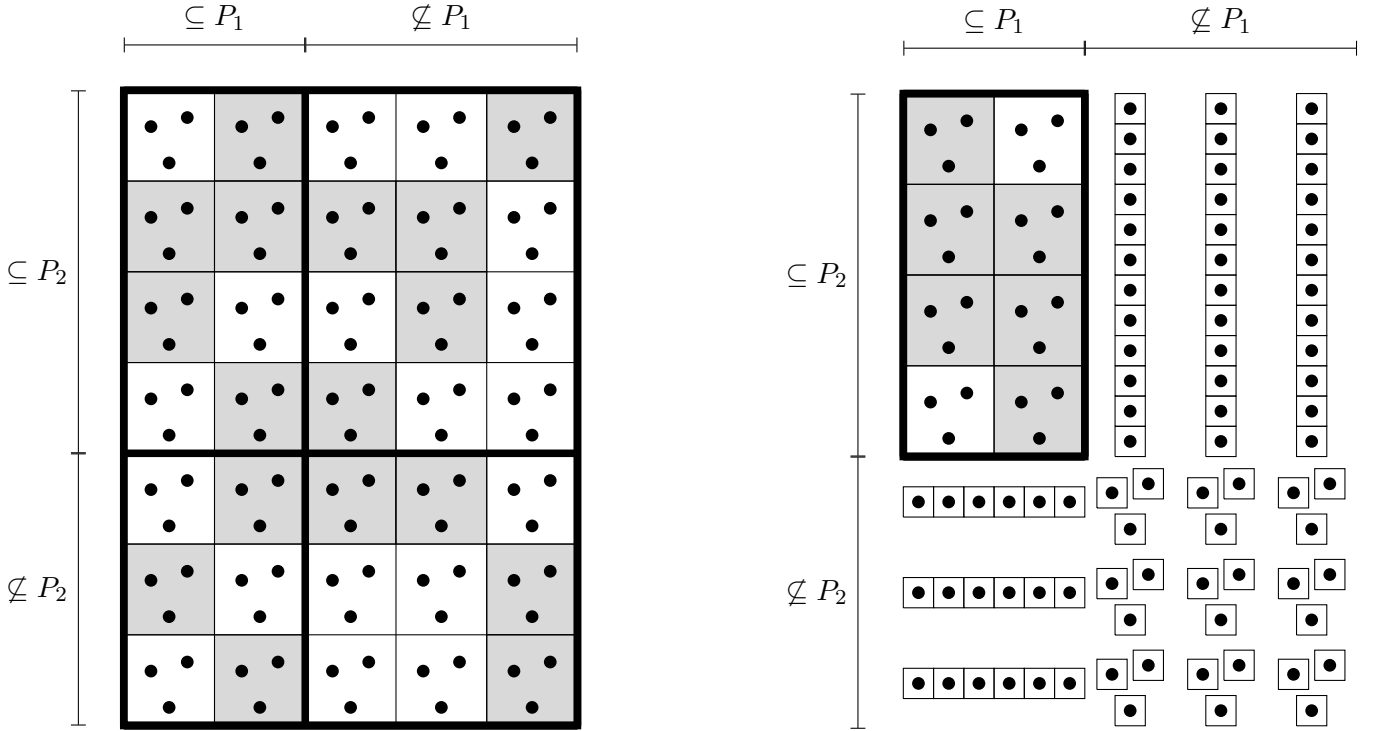 ⊆ P₁
⊈ P₁
⊆ P₂
⊈ P₂
⊆ P₁
⊈ P₁
⊆ P₂
⊈ P₂